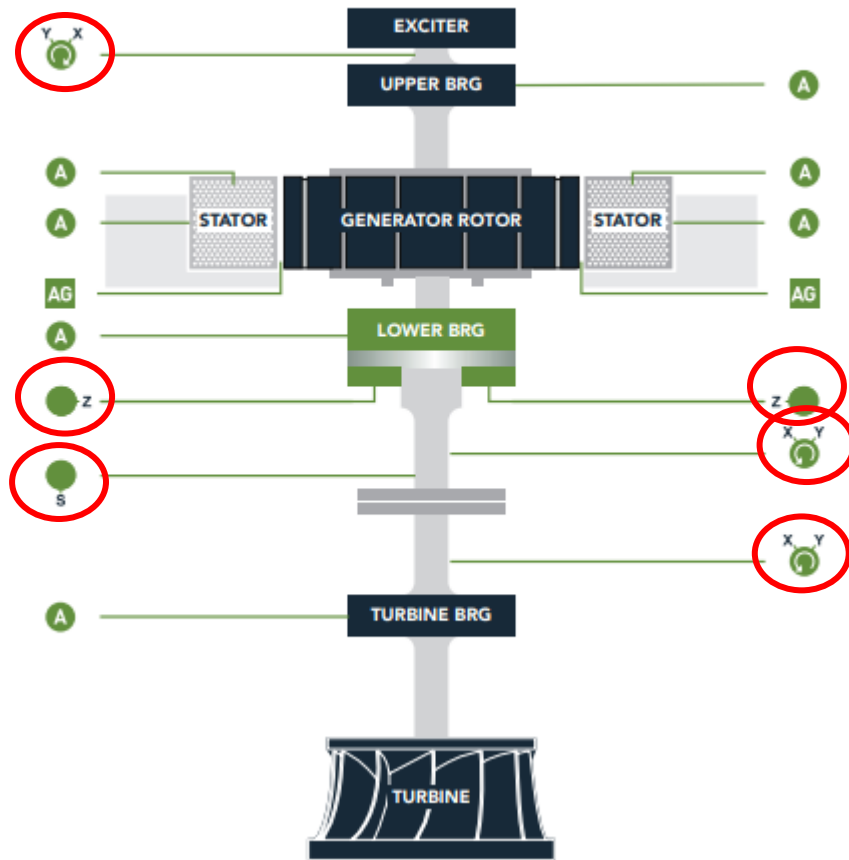 EXCITER
Y X
UPPER BRG
A
A
A
STATOR
GENERATOR ROTOR
STATOR
A
A
AG
AG
LOWER BRG
A
Z
Z
X Y
S
X Y
TURBINE BRG
A
TURBINE